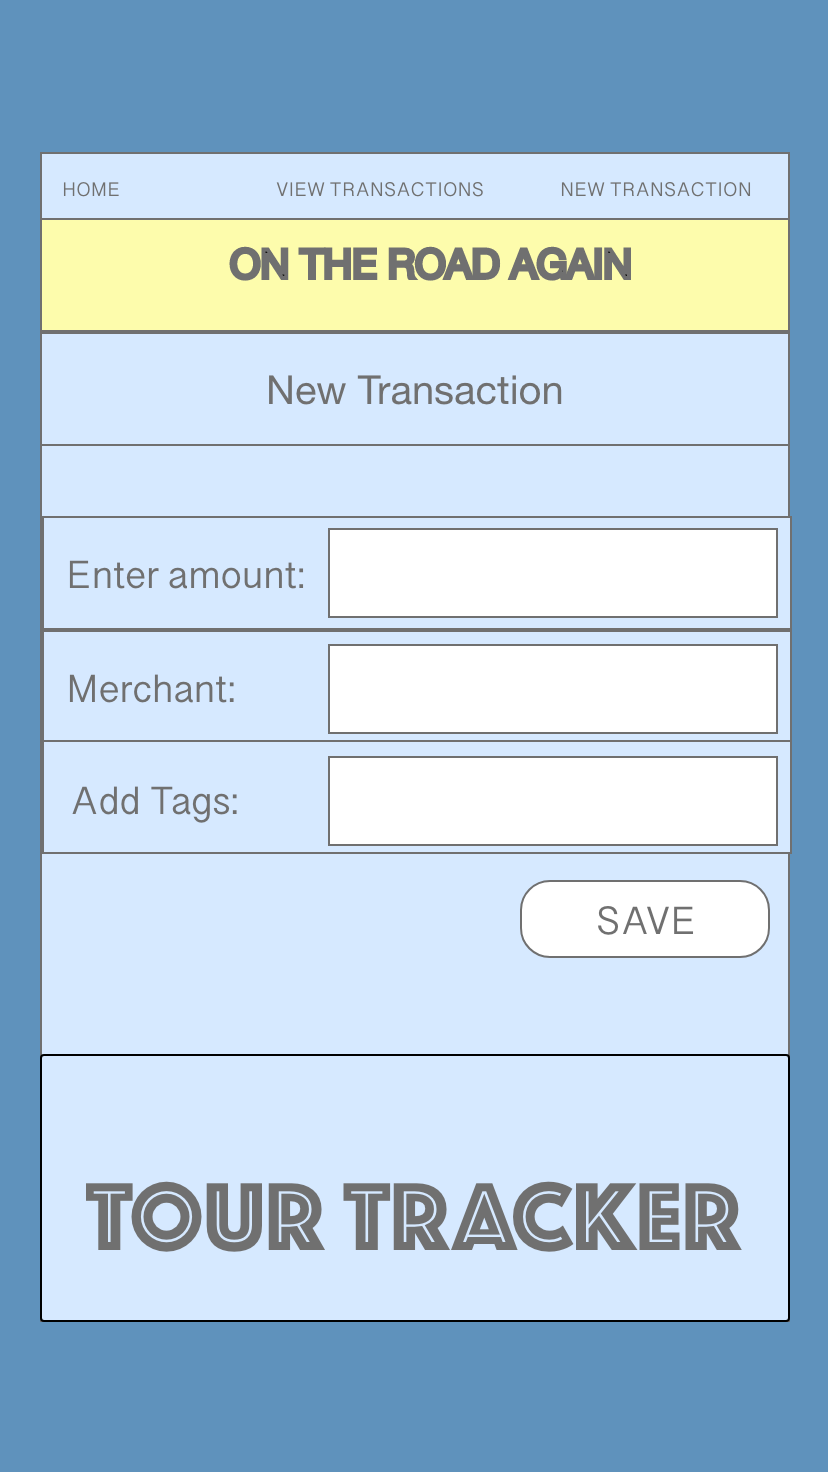 HOME VIEW TRANSACTIONS NEW TRANSACTION
ON THE ROAD AGAIN
New Transaction
Enter amount:
Merchant:
Add Tags:
SAVE
TOUR TRACKER